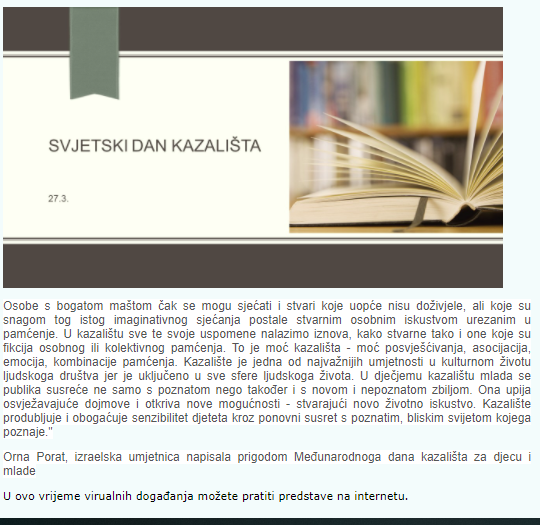 SVJETSKI DAN KAZALIŠTA
27.3.
Osobe s bogatom maštom čak se mogu sjećati i stvari koje uopće nisu doživjele, ali koje su
snagom tog istog imaginativnog sjećanja postale stvarnim osobnim iskustvom urezanim u
pamćenje. U kazalištu sve te svoje uspomene nalazimo iznova, kako stvarne tako i one koje su
fikcija osobnog ili kolektivnog pamćenja. To je moć kazališta - moć posvješćivanja, asocijacija,
emocija, kombinacije pamćenja. Kazalište je jedna od najvažnijih umjetnosti u kulturnom životu
ljudskoga društva jer je uključeno u sve sfere ljudskoga života. U dječjemu kazalištu mlada se
publika susreće ne samo s poznatom nego također i s novom i nepoznatom zbiljom. Ona upija
osvježavajuće dojmove i otkriva nove mogućnosti - stvarajući novo životno iskustvo. Kazalište
produbljuje i obogaćuje senzibilitet djeteta kroz ponovni susret s poznatim, bliskim svijetom kojega
poznaje."
Orna Porat, izraelska umjetnica napisala prigodom Međunarodnoga dana kazališta za djecu i
mlade
U ovo vrijeme virualnih događanja možete pratiti predstave na internetu.